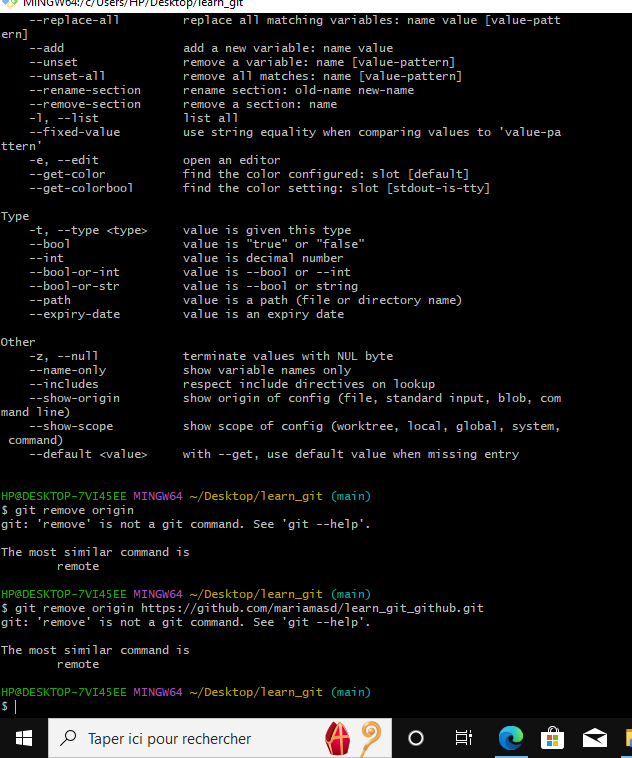 MINGW64:/c/Users/HP/Desktop/learn_git
--replace-all replace all matching variables: name value [value-patt
ern]
--add add a new variable: name value
--unset remove a variable: name [value-pattern]
--unset-all remove all matches: name [value-pattern]
--rename-section rename section: old-name new-name
--remove-section remove a section: name
-l, --list list all
--fixed-value use string equality when comparing values to 'value-pa
ttern'
-e, --edit open an editor
--get-color find the color configured: slot [default]
--get-colorbool find the color setting: slot [stdout-is-tty]
Type
-t, --type <type> value is given this type
--bool value is "true" or "false"
--int value is decimal number
--bool-or-int value is --bool or --int
--bool-or-str value is --bool or string
--path value is a path (file or directory name)
--expiry-date value is an expiry date
Other
-z, --null terminate values with NUL byte
--name-only show variable names only
--includes respect include directives on lookup
--show-origin show origin of config (file, standard input, blob, com
mand line)
--show-scope show scope of config (worktree, local, global, system,
command)
--default <value> with --get, use default value when missing entry
HP@DESKTOP-7VI45EE MINGW64 ~/Desktop/learn_git (main)
$ git remove origin
git: 'remove' is not a git command. See 'git --help'.
The most similar command is
remote
HP@DESKTOP-7VI45EE MINGW64 ~/Desktop/learn_git (main)
$ git remove origin https://github.com/mariamasd/learn_git_github.git
git: 'remove' is not a git command. See 'git --help'.
The most similar command is
remote
HP@DESKTOP-7VI45EE MINGW64 ~/Desktop/learn_git (main)
$
Taper ici pour rechercher